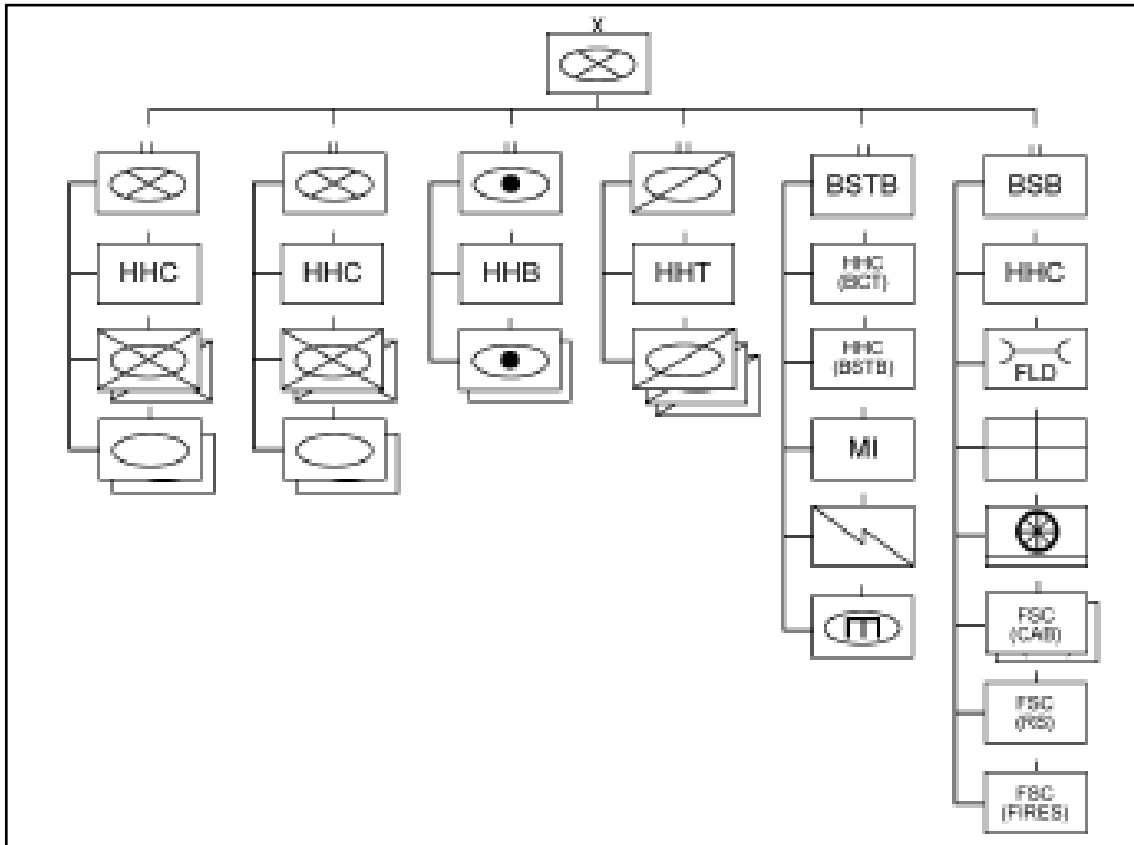 X
BSTB
BSB
HHC
HHC
HHB
HHT
HHC
(BCT)
HHC
HHC
(BSTB)
FLD
MI
FSC
(CAB)
FSC
(RS)
FSC
(FIRES)